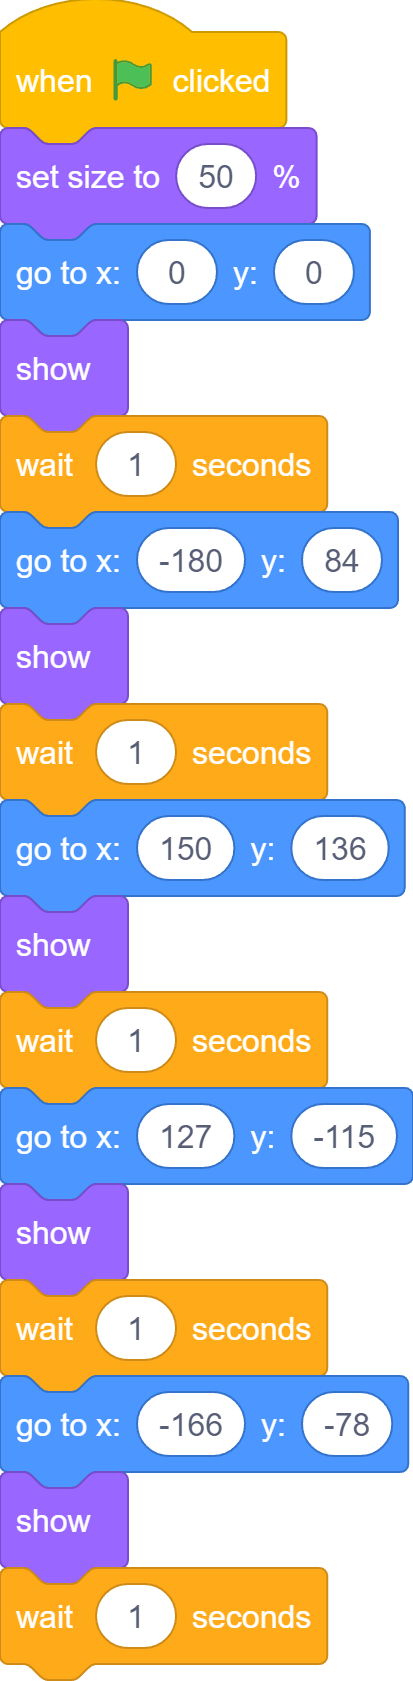 when clicked
set size to 50 %
go to x: 0 y: 0
show
wait 1 seconds
go to x: -180 y: 84
show
wait 1 seconds
go to x: 150 y: 136
show
wait 1 seconds
go to x: 127 y: -115
show
wait 1 seconds
go to x: -166 y: -78
show
wait 1 seconds